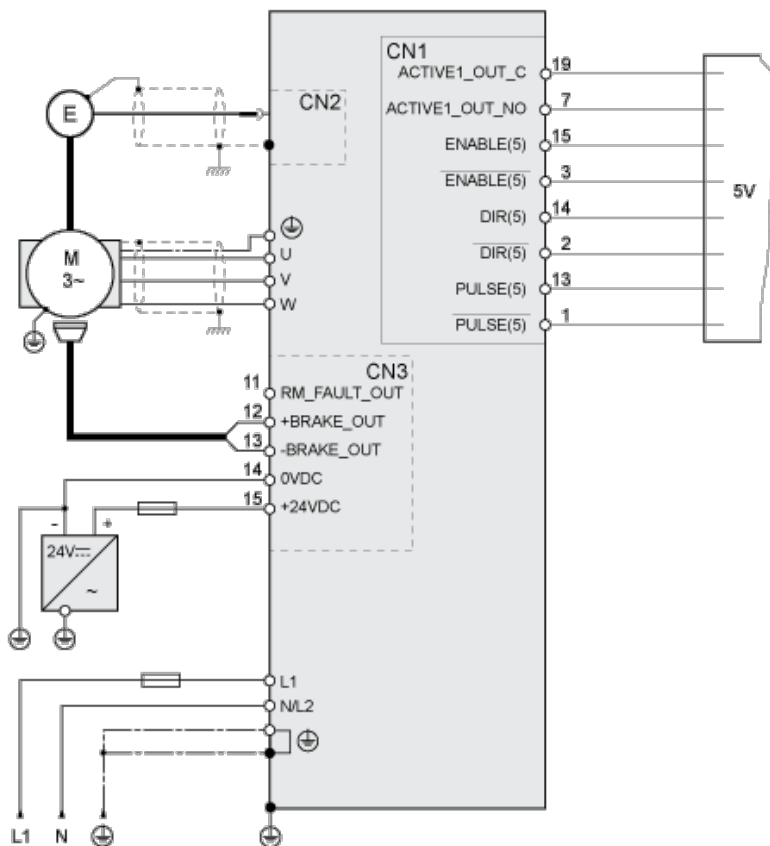 CN1
ACTIVE1_OUT_C 19
ACTIVE1_OUT_NO 7
ENABLE(5) 15
ENABLE(5) 3
DIR(5) 14
DIR(5) 2
PULSE(5) 13
PULSE(5) 1
5V
E
CN2
M
3~
U
V
W
CN3
11 RM_FAULT_OUT
12 +BRAKE_OUT
13 -BRAKE_OUT
14 0VDC
15 +24VDC
- +
24V
~
L1
N/L2
L1 N